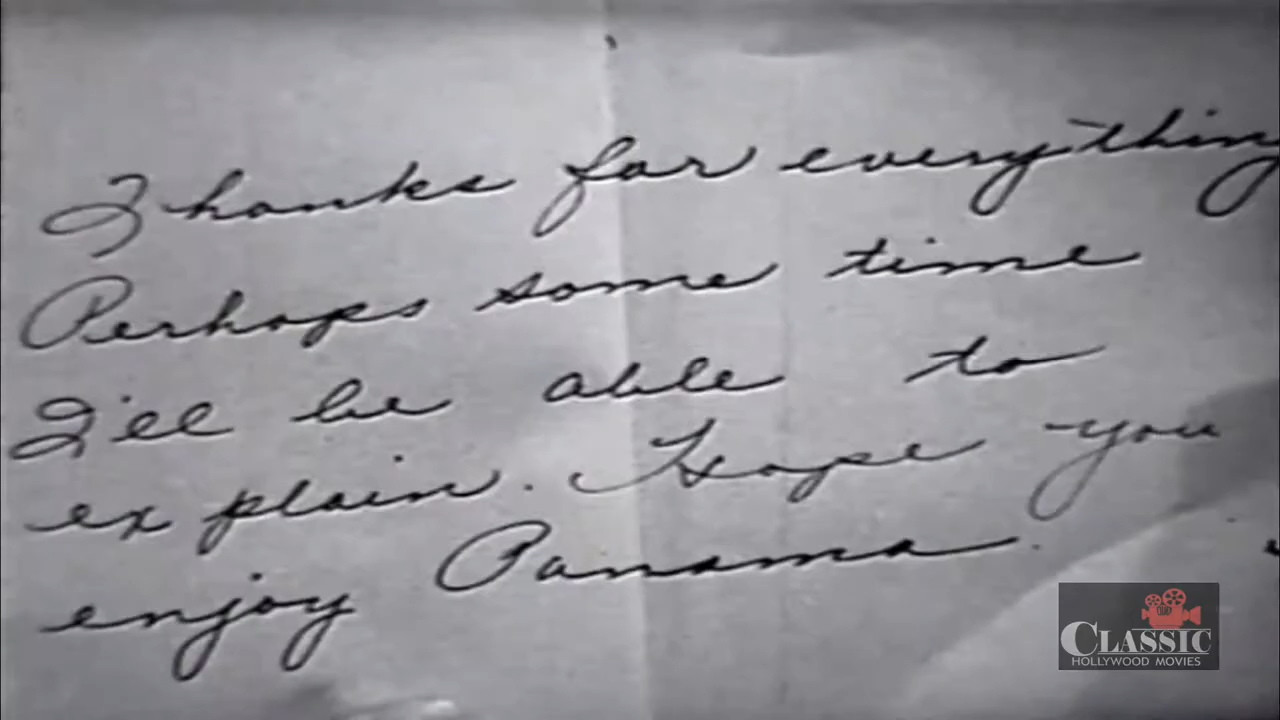 Thanks for everything
Perhaps some time
I'll be able to
explain. Hope you
enjoy Panama.
CLASSIC
HOLLYWOOD MOVIES